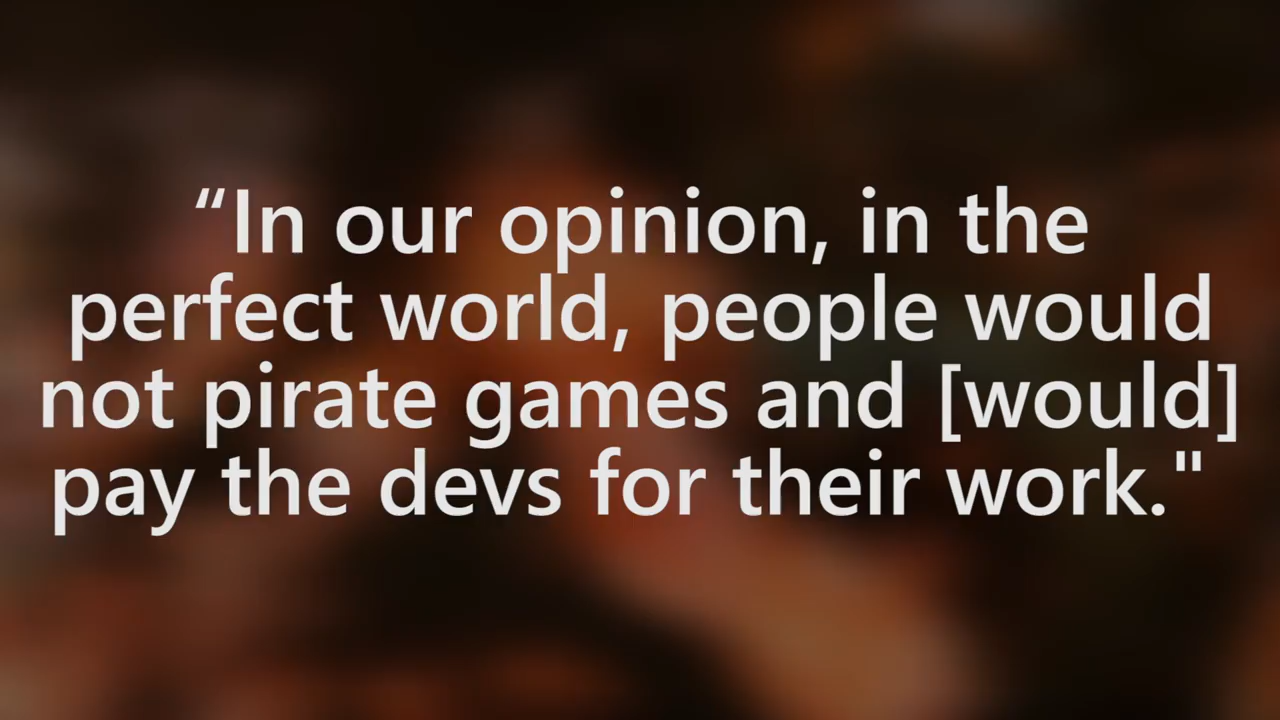 “In our opinion, in the
perfect world, people would
not pirate games and [would]
pay the devs for their work."